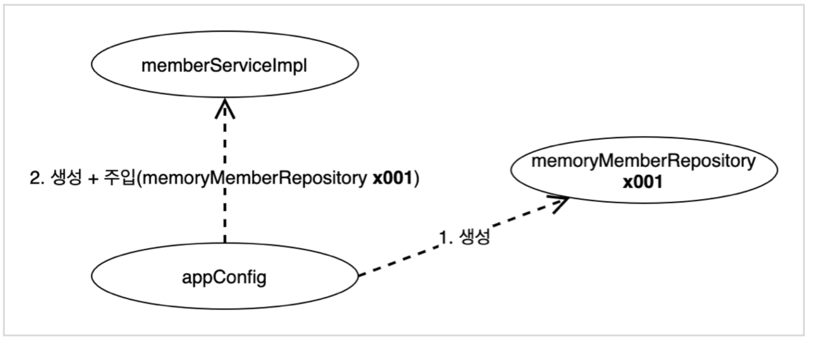 memberServiceImpl
2. 생성 + 주입(memoryMemberRepository x001)
memoryMemberRepository
x001
1. 생성
appConfig